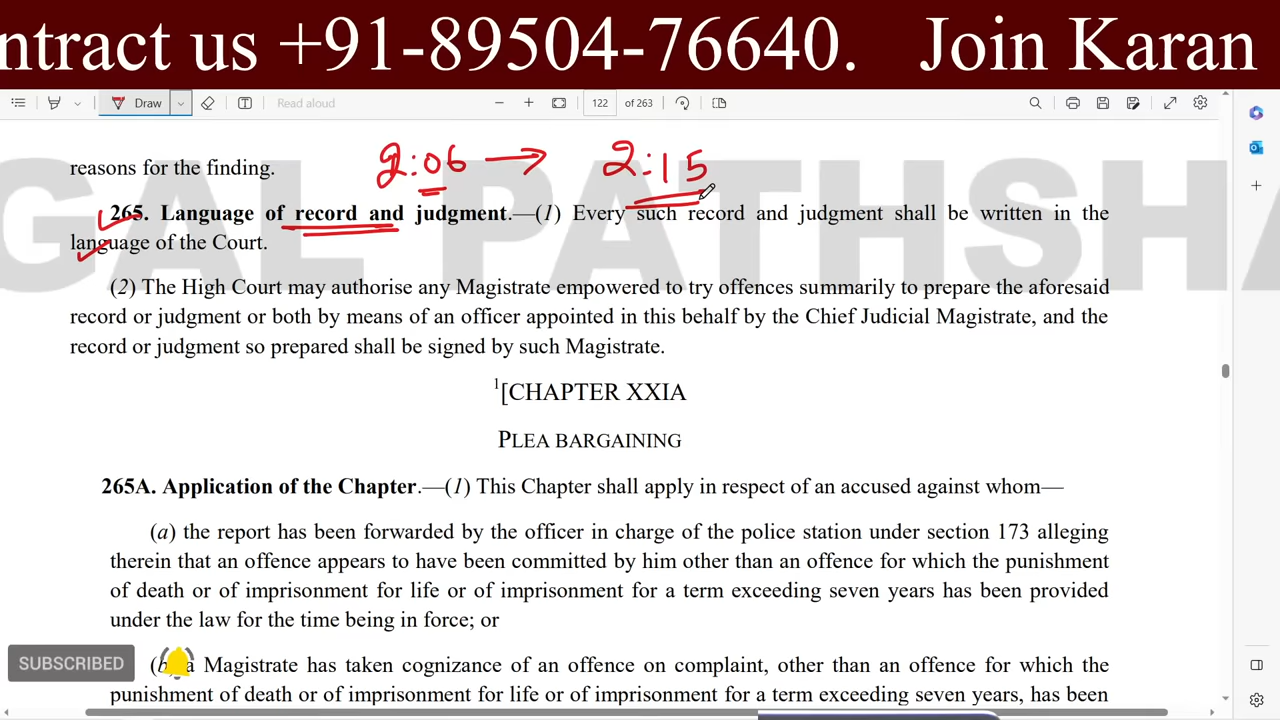 ntract us +91-89504-76640. Join Karan
Draw
Read aloud
122 of 263
2:06 → 2:15
reasons for the finding.
265. Language of record and judgment.—(1) Every such record and judgment shall be written in the
language of the Court.
GAL PATHSHA
(2) The High Court may authorise any Magistrate empowered to try offences summarily to prepare the aforesaid
record or judgment or both by means of an officer appointed in this behalf by the Chief Judicial Magistrate, and the
record or judgment so prepared shall be signed by such Magistrate.
1[CHAPTER XXIA
PLEA BARGAINING
265A. Application of the Chapter.—(1) This Chapter shall apply in respect of an accused against whom—
(a) the report has been forwarded by the officer in charge of the police station under section 173 alleging
therein that an offence appears to have been committed by him other than an offence for which the punishment
of death or of imprisonment for life or of imprisonment for a term exceeding seven years has been provided
under the law for the time being in force; or
SUBSCRIBED
(b) a Magistrate has taken cognizance of an offence on complaint, other than an offence for which the
punishment of death or of imprisonment for life or of imprisonment for a term exceeding seven years, has been